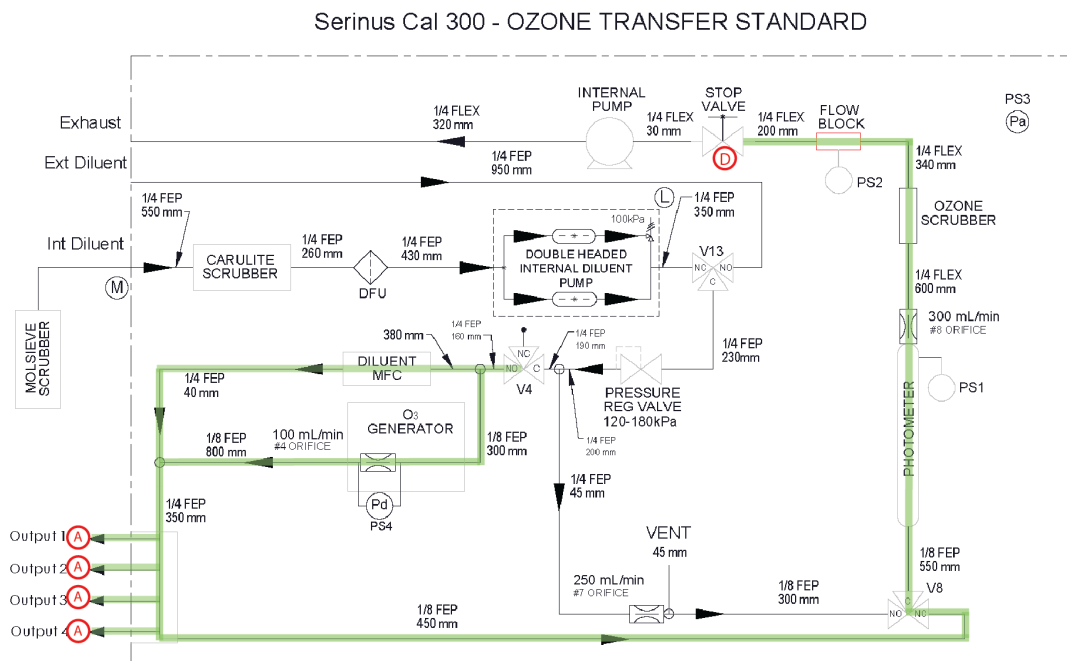 Serinus Cal 300 - OZONE TRANSFER STANDARD
Exhaust
1/4 FLEX
320 mm
INTERNAL
PUMP
1/4 FLEX
30 mm
STOP
VALVE
D
1/4 FLEX
200 mm
FLOW
BLOCK
PS2
PS3
Pa
1/4 FLEX
340 mm
Ext Diluent
1/4 FEP
950 mm
OZONE
SCRUBBER
1/4 FEP
550 mm
Int Diluent
M
CARULITE
SCRUBBER
1/4 FEP
260 mm
DFU
1/4 FEP
430 mm
100kPa
DOUBLE HEADED
INTERNAL DILUENT
PUMP
L
1/4 FEP
350 mm
V13
NC
NO
C
1/4 FLEX
600 mm
MOLSIEVE
SCRUBBER
300 mL/min
#8 ORIFICE
PS1
PHOTOMETER
1/4 FEP
230mm
380 mm
1/4 FEP
160 mm
NC
NO
C
V4
1/4 FEP
190 mm
PRESSURE
REG VALVE
120-180kPa
1/4 FEP
200 mm
DILUENT
MFC
1/4 FEP
40 mm
O3
GENERATOR
100 mL/min
#4 ORIFICE
1/8 FEP
800 mm
1/8 FEP
300 mm
Pd
PS4
1/4 FEP
45 mm
1/4 FEP
350 mm
Output 1
A
Output 2
A
Output 3
A
Output 4
A
VENT
45 mm
250 mL/min
#7 ORIFICE
1/8 FEP
300 mm
1/8 FEP
550 mm
V8
C
NO
NC
1/8 FEP
450 mm